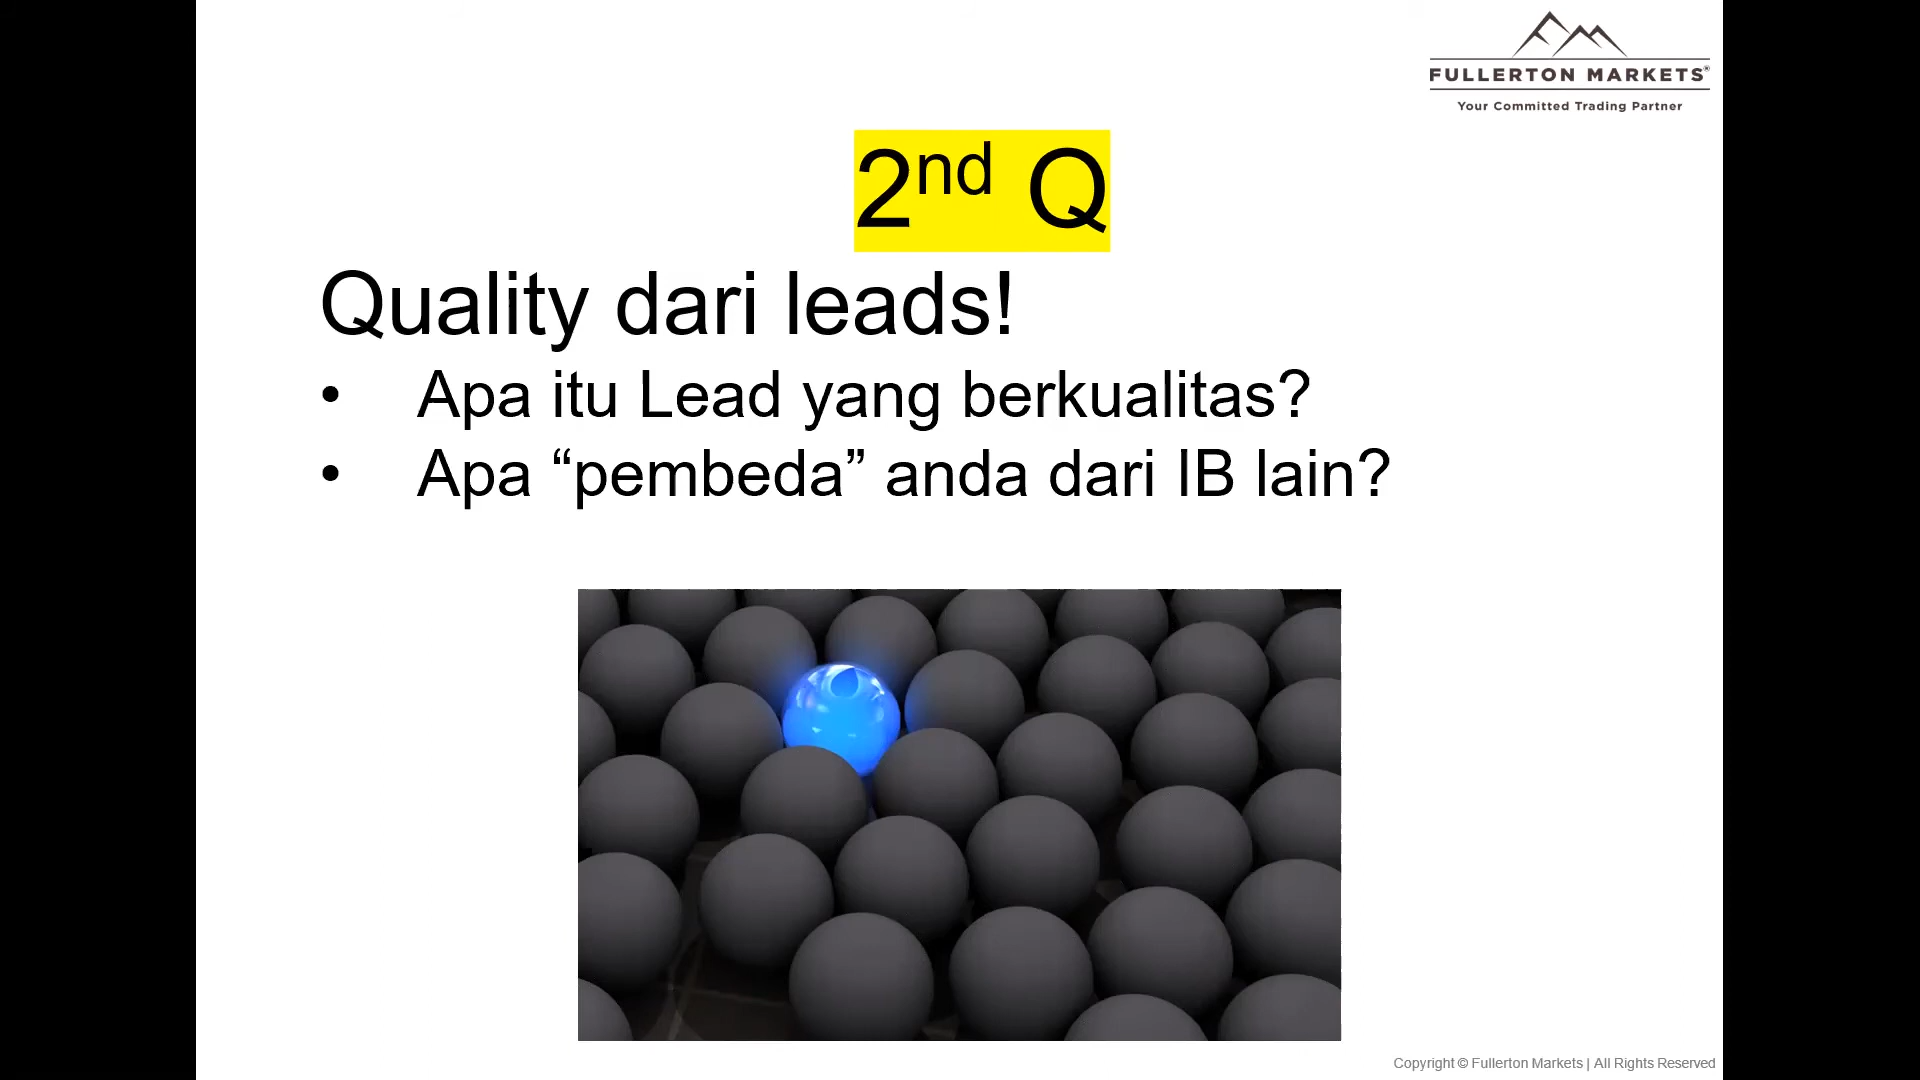 FULLERTON MARKETS®
Your Committed Trading Partner
2nd Q
Quality dari leads!
• Apa itu Lead yang berkualitas?
• Apa “pembeda” anda dari IB lain?
Copyright © Fullerton Markets | All Rights Reserved